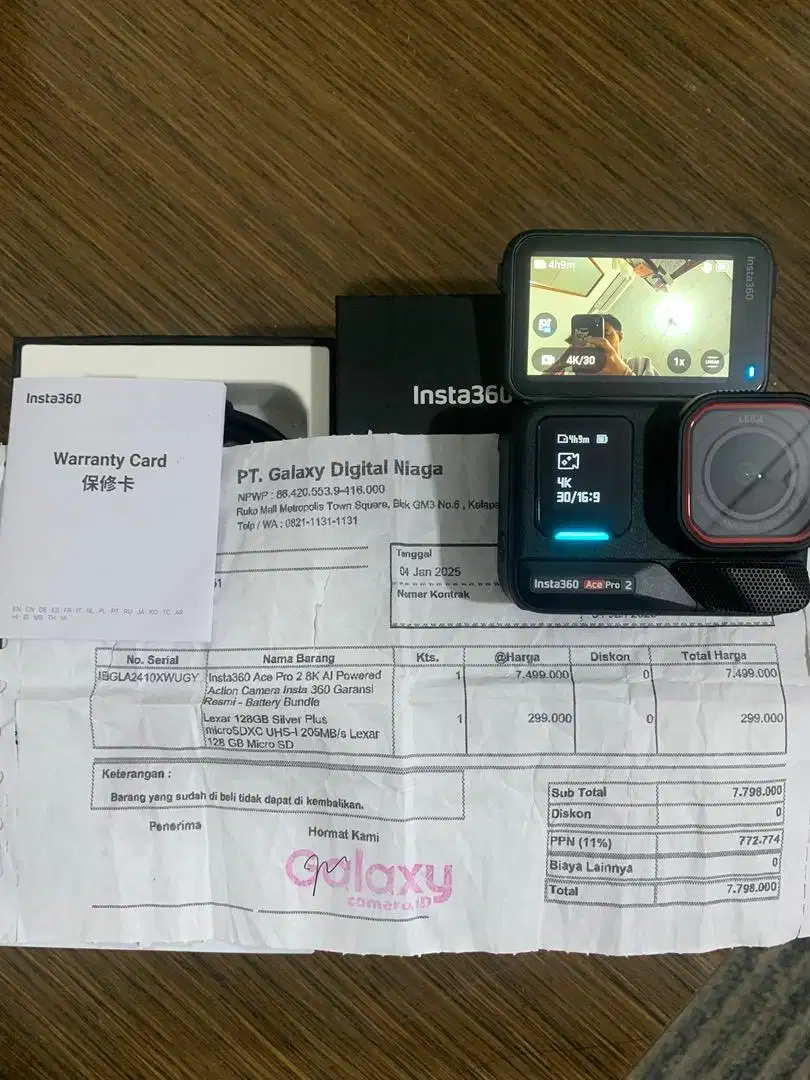 4h9m
Insta360
4K/30
1x
LINEAR
Insta360
LEICA
4h9m
4K
30/16:9
Insta360 Ace Pro 2
Insta360
Warranty Card
保修卡
EN CN DE ES FR IT NL PL PT RU JA KO TC AR
HI ID MS TH VI
PT. Galaxy Digital Niaga
NPWP : 86.420.553.9-416.000
Ruko Mall Metropolis Town Square, Blok GM3 No.6 , Kelapa
Telp / WA : 0821-1131-1131
Tanggal
04 Jan 2025
Nomor Kontrak
No. Serial Nama Barang Kts. @Harga Diskon Total Harga
IBGLA2410XWUGY Insta360 Ace Pro 2 8K AI Powered 1 7.499.000 0 7.499.000
Action Camera Insta 360 Garansi
Resmi - Battery Bundle
Lexar 128GB Silver Plus 1 299.000 0 299.000
microSDXC UHS-I 205MB/s Lexar
128 GB Micro SD
Keterangan :
Barang yang sudah di beli tidak dapat di kembalikan.
Sub Total 7.798.000
Diskon 0
PPN (11%) 772.774
Biaya Lainnya 0
Total 7.798.000
Penerima
Hormat Kami
Galaxy
camera.ID